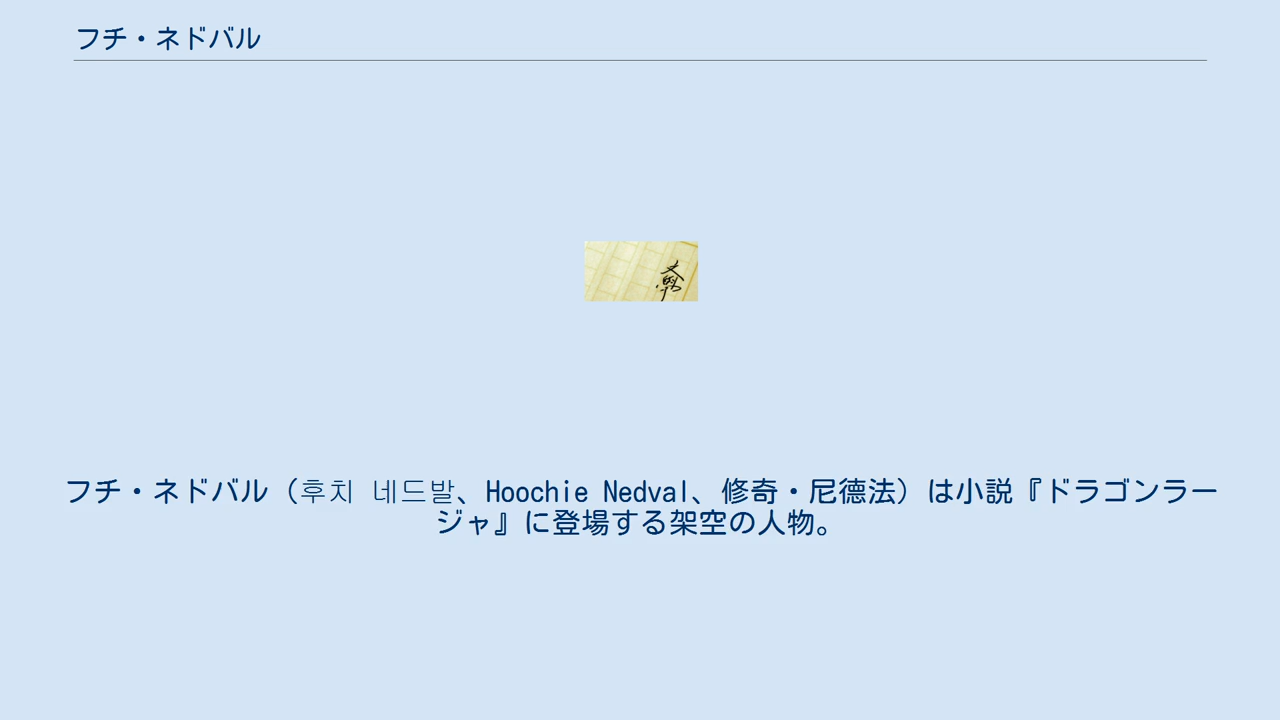 フチ・ネドバル
フチ・ネドバル（후치 네드발、Hoochie Nedval、修奇・尼德法）は小説『ドラゴンラー
ジャ』に登場する架空の人物。